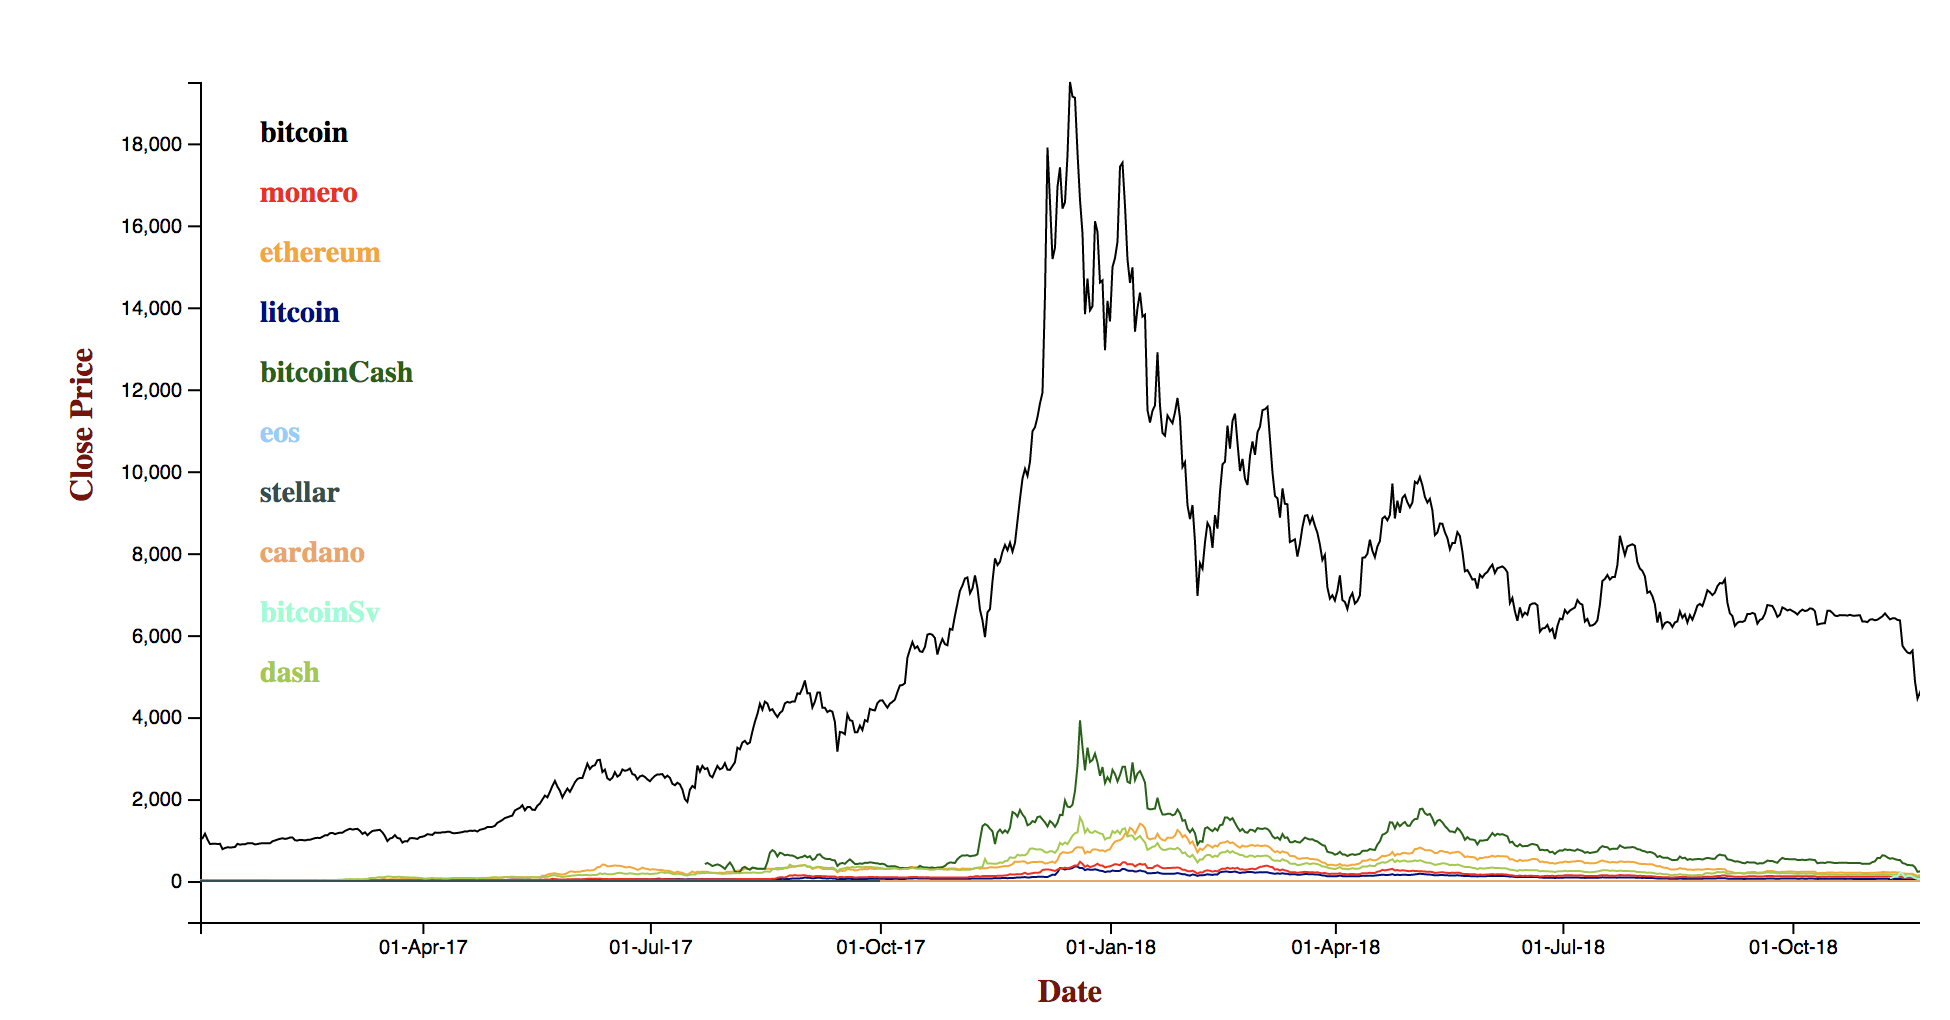 bitcoin
monero
ethereum
litcoin
bitcoinCash
eos
stellar
cardano
bitcoinSv
dash
Close Price
18,000
16,000
14,000
12,000
10,000
8,000
6,000
4,000
2,000
0
01-Apr-17
01-Jul-17
01-Oct-17
01-Jan-18
01-Apr-18
01-Jul-18
01-Oct-18
Date